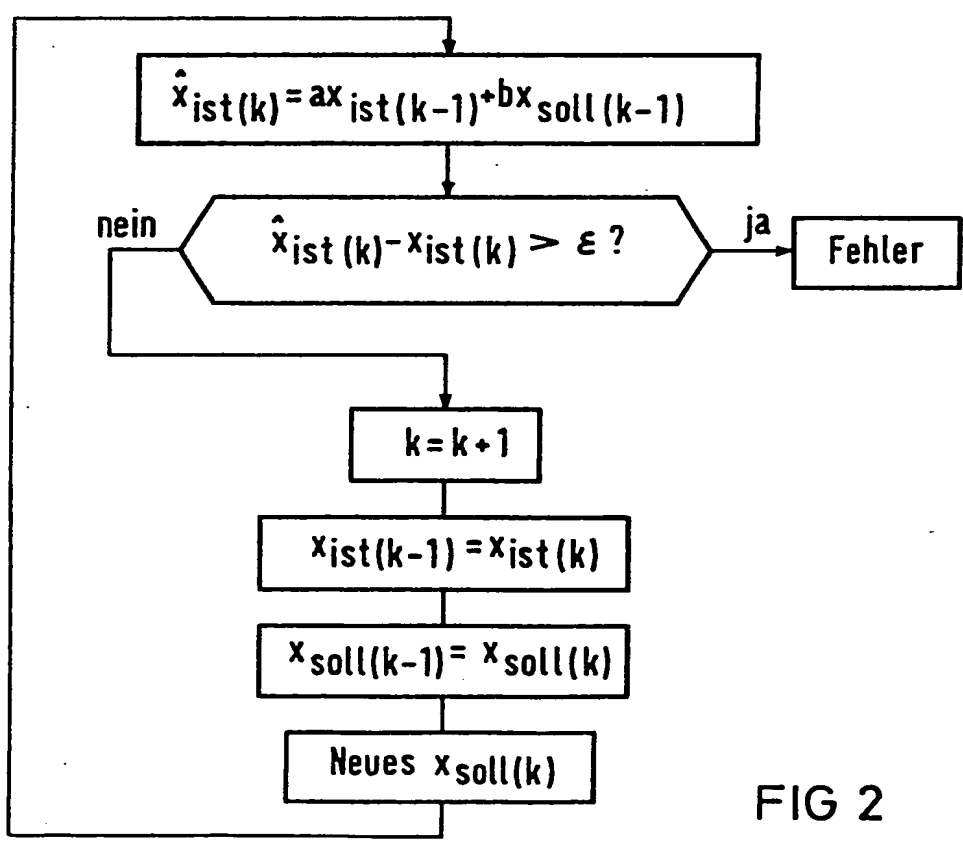 x̂ist(k) = axist(k-1) + bxsoll(k-1)
nein
x̂ist(k) - xist(k) > ε ?
ja
Fehler
k = k + 1
xist(k-1) = xist(k)
xsoll(k-1) = xsoll(k)
Neues xsoll(k)
FIG 2